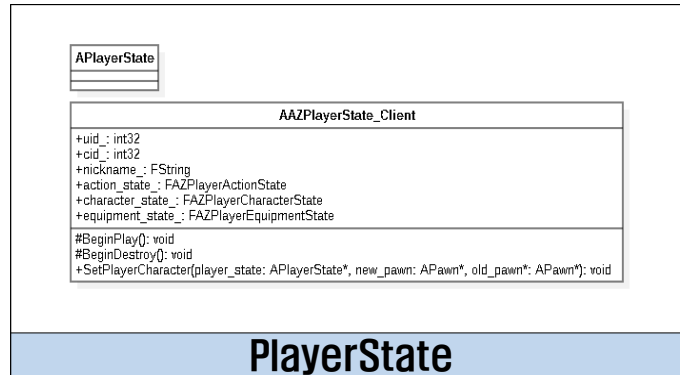 APlayerState
AAZPlayerState_Client
+uid_: int32
+cid_: int32
+nickname_: FString
+action_state_: FAZPlayerActionState
+character_state_: FAZPlayerCharacterState
+equipment_state_: FAZPlayerEquipmentState
#BeginPlay(): void
#BeginDestroy(): void
+SetPlayerCharacter(player_state: APlayerState*, new_pawn: APawn*, old_pawn*: APawn*): void
PlayerState